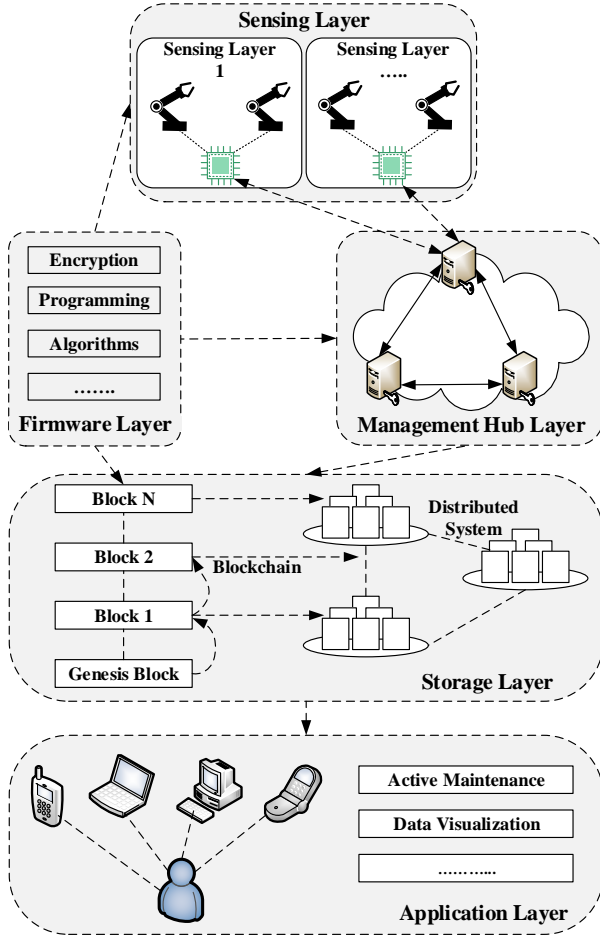 Sensing Layer
Sensing Layer
1
Sensing Layer
.....
Encryption
Programming
Algorithms
.......
Firmware Layer
Management Hub Layer
Block N
Block 2
Block 1
Genesis Block
Blockchain
Distributed
System
Storage Layer
Active Maintenance
Data Visualization
............
Application Layer